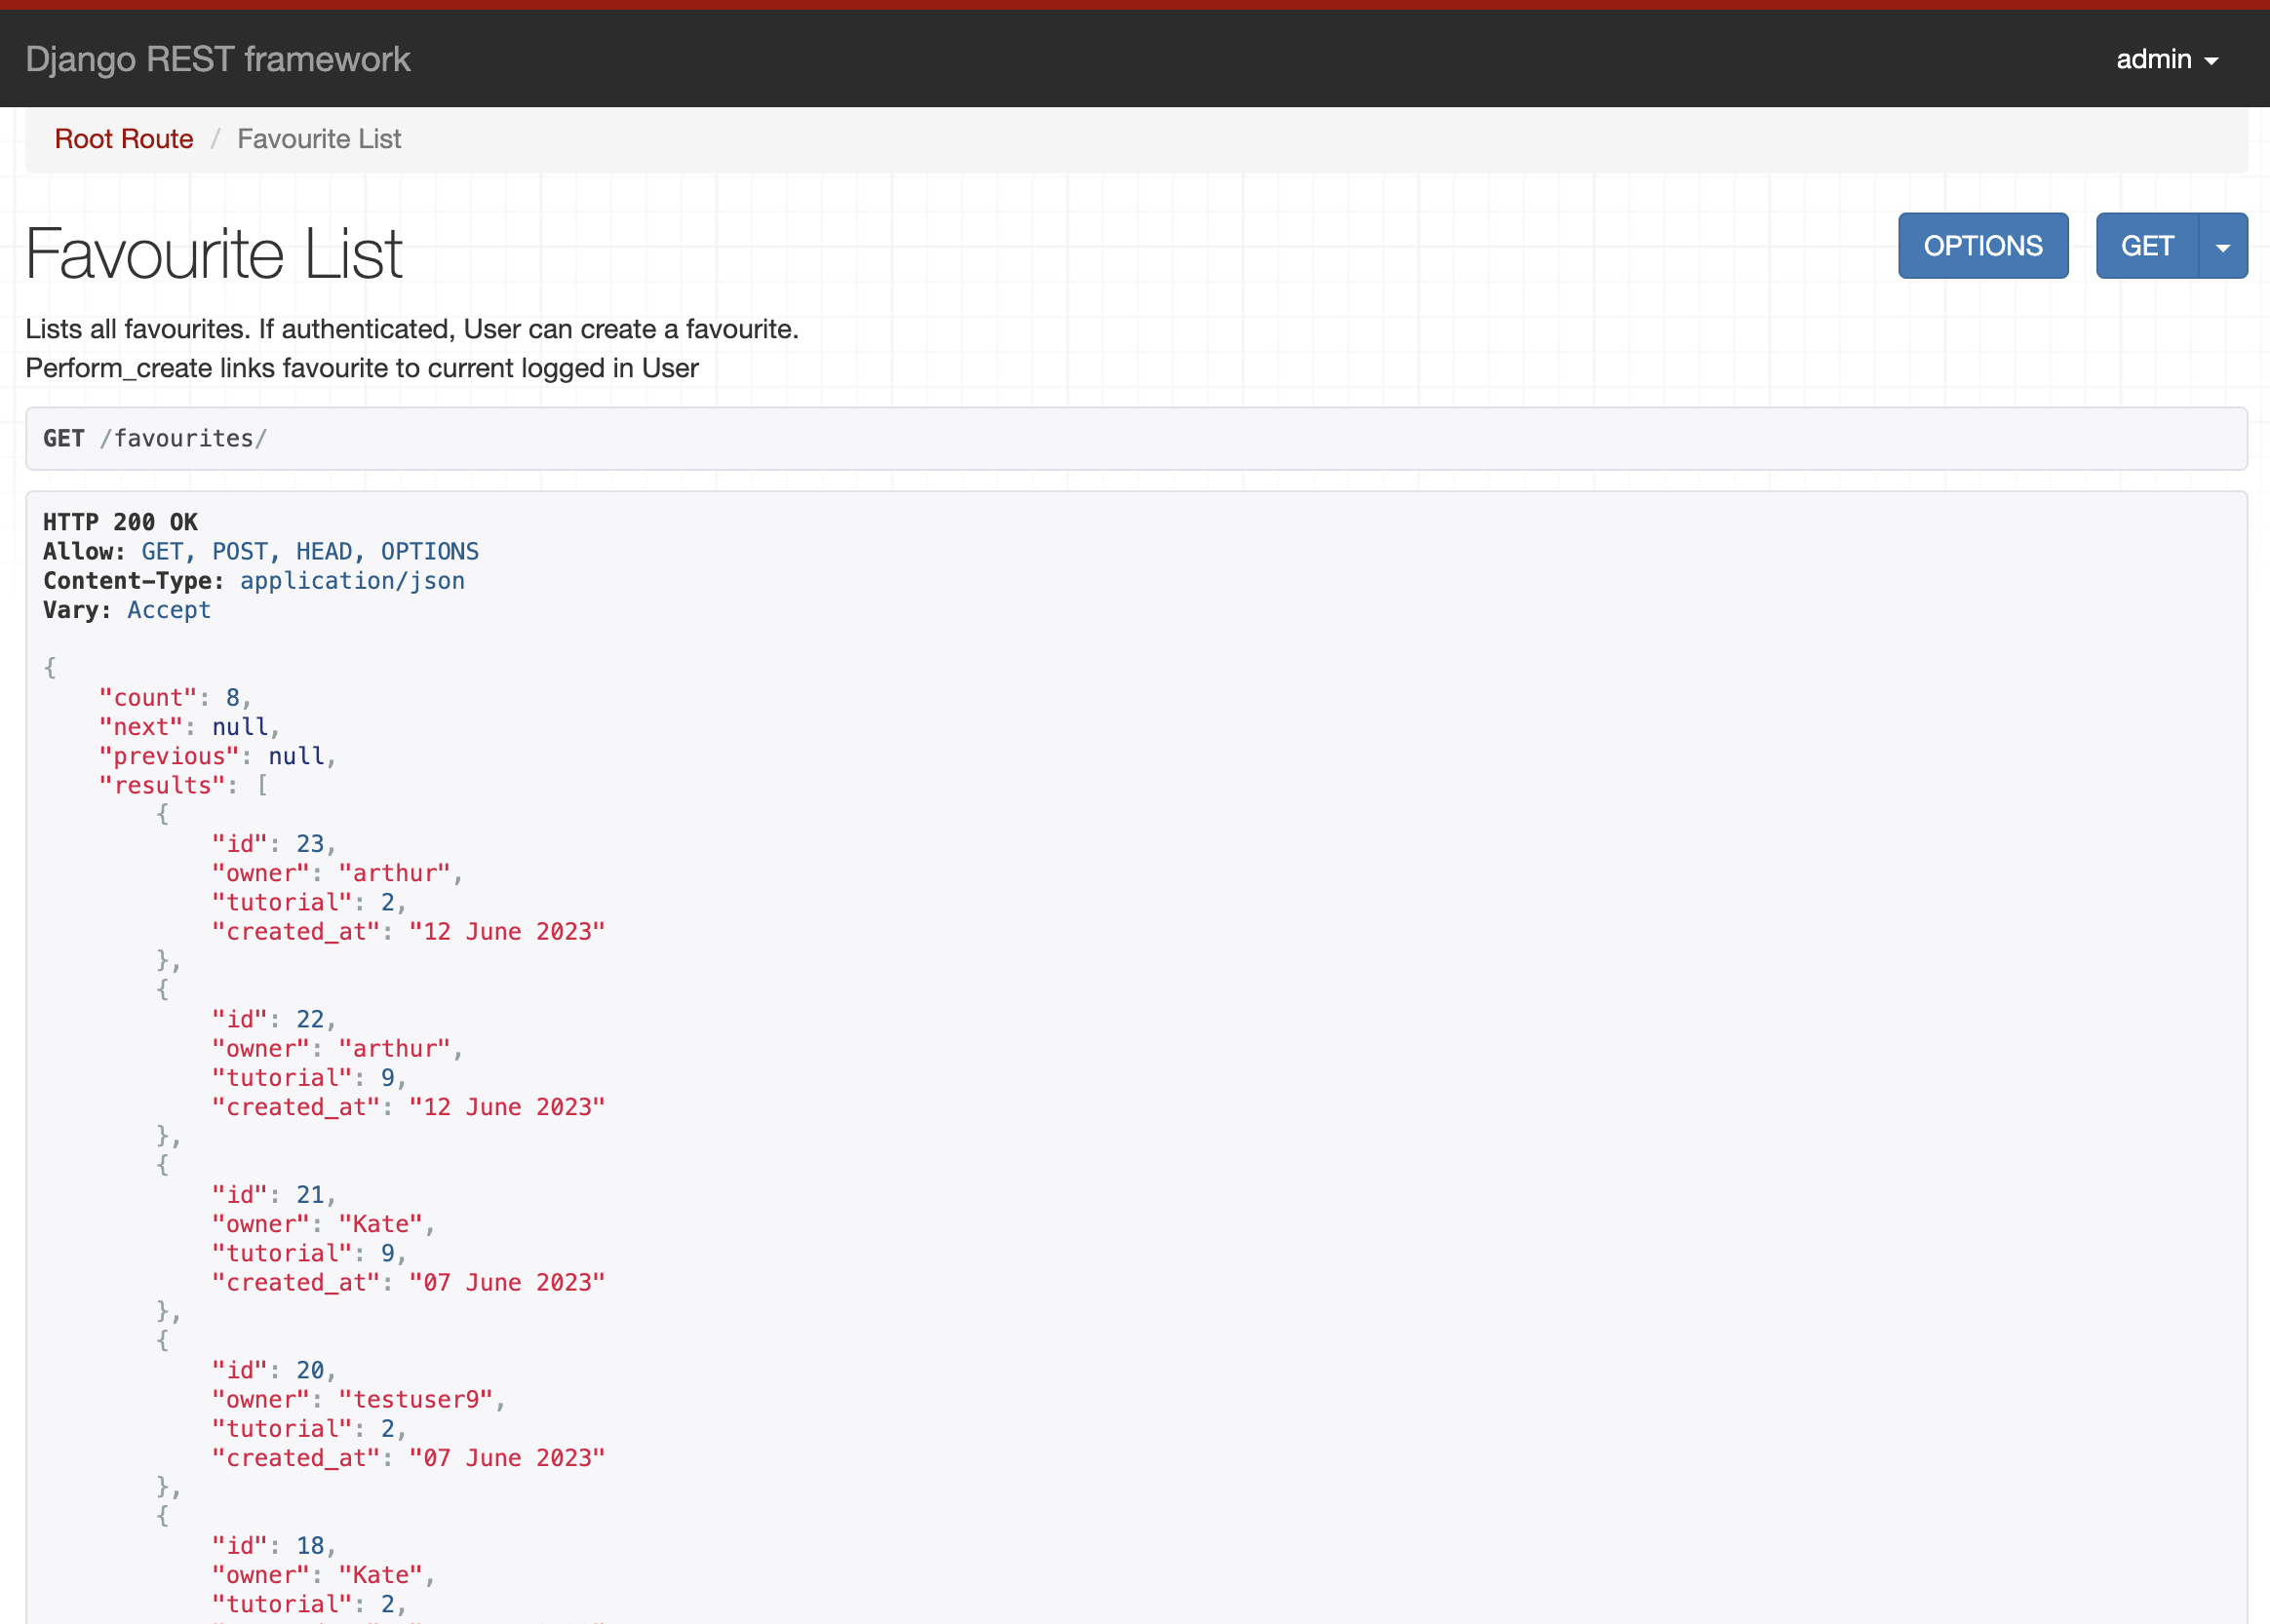 Django REST framework
admin
Root Route / Favourite List
Favourite List
OPTIONS
GET
Lists all favourites. If authenticated, User can create a favourite.
Perform_create links favourite to current logged in User
GET /favourites/
HTTP 200 OK
Allow: GET, POST, HEAD, OPTIONS
Content-Type: application/json
Vary: Accept
{
    "count": 8,
    "next": null,
    "previous": null,
    "results": [
        {
            "id": 23,
            "owner": "arthur",
            "tutorial": 2,
            "created_at": "12 June 2023"
        },
        {
            "id": 22,
            "owner": "arthur",
            "tutorial": 9,
            "created_at": "12 June 2023"
        },
        {
            "id": 21,
            "owner": "Kate",
            "tutorial": 9,
            "created_at": "07 June 2023"
        },
        {
            "id": 20,
            "owner": "testuser9",
            "tutorial": 2,
            "created_at": "07 June 2023"
        },
        {
            "id": 18,
            "owner": "Kate",
            "tutorial": 2,